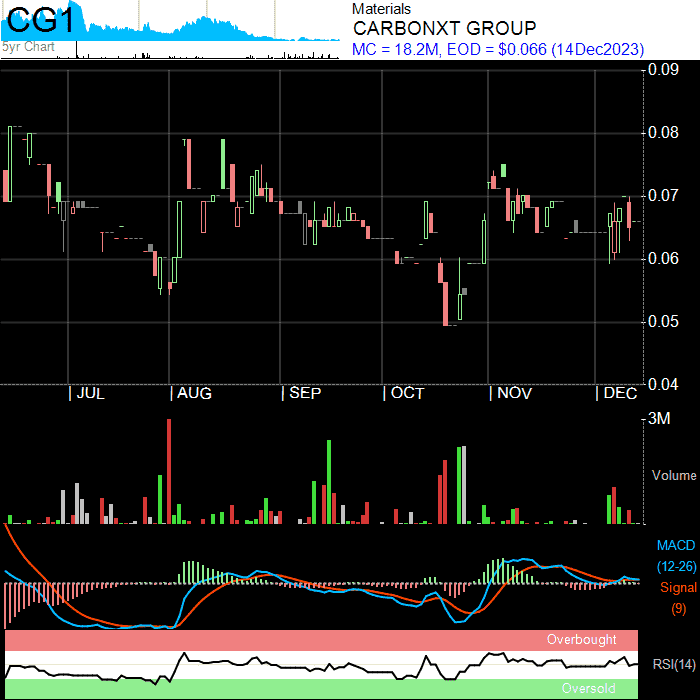 CG1
5yr Chart
Materials
CARBONXT GROUP
MC = 18.2M, EOD = $0.066 (14Dec2023)
0.09
0.08
0.07
0.06
0.05
0.04
| JUL | AUG | SEP | OCT | NOV | DEC
3M
Volume
MACD
(12-26)
Signal
(9)
Overbought
RSI(14)
Oversold